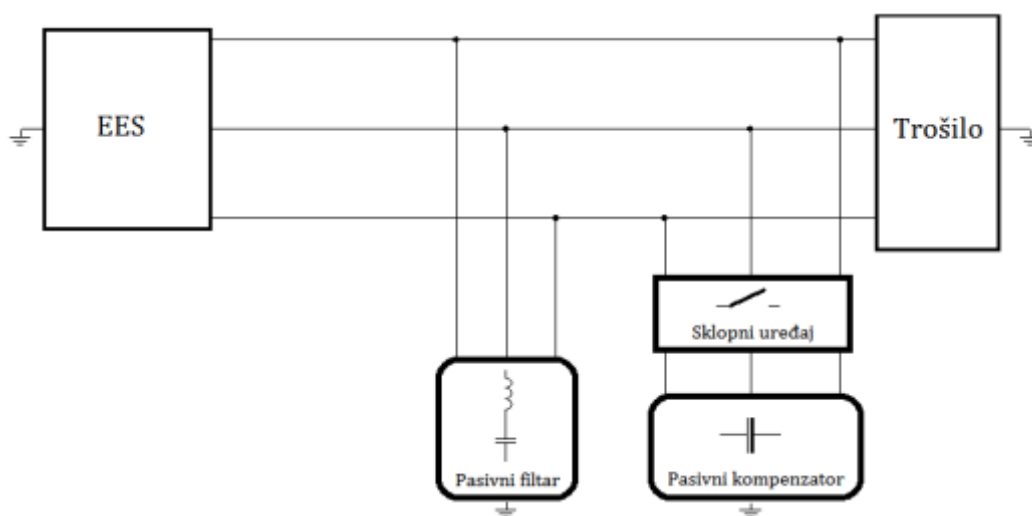 EES
Trošilo
Sklopni uređaj
Pasivni filtar
Pasivni kompenzator